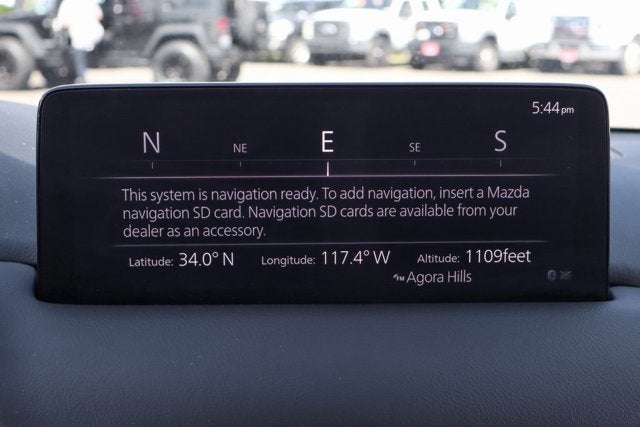 5:44pm
N NE E SE S
This system is navigation ready. To add navigation, insert a Mazda
navigation SD card. Navigation SD cards are available from your
dealer as an accessory.
Latitude: 34.0° N Longitude: 117.4° W Altitude: 1109feet
FM Agora Hills